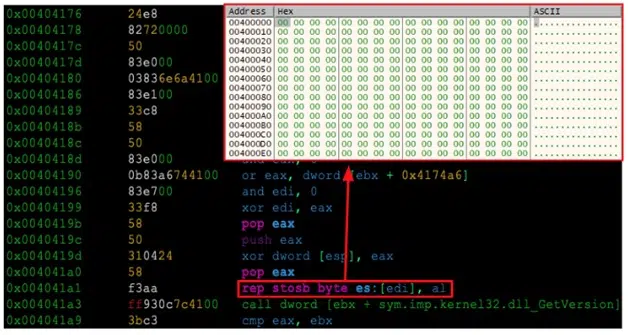 0x00404176 24e8
0x00404178 82720000
0x0040417c 50
0x0040417d 83e000
0x00404180 03836e6a4100
0x00404186 83e100
0x00404189 33c8
0x0040418b 58
0x0040418c 50
0x0040418d 83e000
Address Hex ASCII
00400000 00 00 00 00 00 00 00 00 00 00 00 00 00 00 00 00 ................
00400010 00 00 00 00 00 00 00 00 00 00 00 00 00 00 00 00 ................
00400020 00 00 00 00 00 00 00 00 00 00 00 00 00 00 00 00 ................
00400030 00 00 00 00 00 00 00 00 00 00 00 00 00 00 00 00 ................
00400040 00 00 00 00 00 00 00 00 00 00 00 00 00 00 00 00 ................
00400050 00 00 00 00 00 00 00 00 00 00 00 00 00 00 00 00 ................
00400060 00 00 00 00 00 00 00 00 00 00 00 00 00 00 00 00 ................
00400070 00 00 00 00 00 00 00 00 00 00 00 00 00 00 00 00 ................
00400080 00 00 00 00 00 00 00 00 00 00 00 00 00 00 00 00 ................
00400090 00 00 00 00 00 00 00 00 00 00 00 00 00 00 00 00 ................
004000A0 00 00 00 00 00 00 00 00 00 00 00 00 00 00 00 00 ................
004000B0 00 00 00 00 00 00 00 00 00 00 00 00 00 00 00 00 ................
004000C0 00 00 00 00 00 00 00 00 00 00 00 00 00 00 00 00 ................
004000D0 00 00 00 00 00 00 00 00 00 00 00 00 00 00 00 00 ................
004000E0 00 00 00 00 00 00 00 00 00 00 00 00 00 00 00 00 ................
0x00404190 0b83a6744100 or eax, dword [ebx + 0x4174a6]
0x00404196 83e700 and edi, 0
0x00404199 33f8 xor edi, eax
0x0040419b 58 pop eax
0x0040419c 50 push eax
0x0040419d 310424 xor dword [esp], eax
0x004041a0 58 pop eax
0x004041a1 f3aa rep stosb byte es:[edi], al
0x004041a3 ff930c7c4100 call dword [ebx + sym.imp.kernel32.dll_GetVersion]
0x004041a9 3bc3 cmp eax, ebx